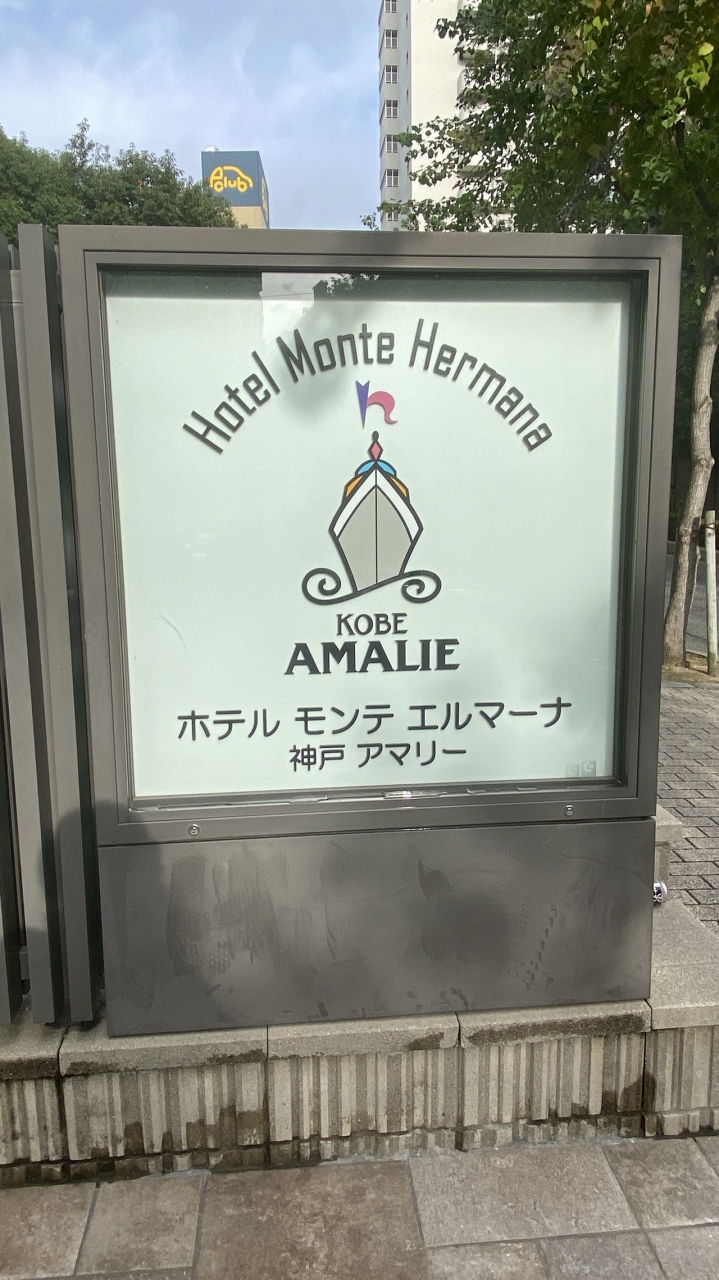 Pclub
Hotel Monte Hermana
KOBE
AMALIE
ホテル モンテ エルマーナ
神戸 アマリー